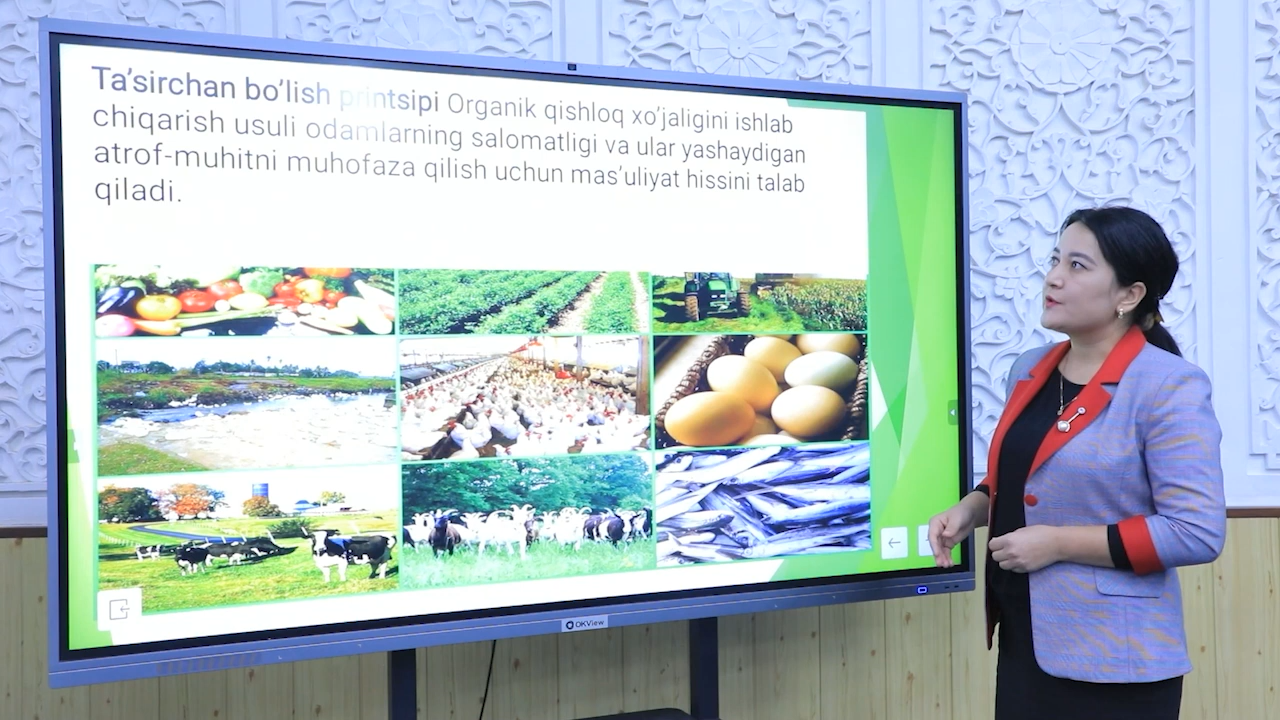 Ta’sirchan bo‘lish printsipi Organik qishloq xo‘jaligini ishlab
chiqarish usuli odamlarning salomatligi va ular yashaydigan
atrof-muhitni muhofaza qilish uchun mas’uliyat hissini talab
qiladi.
OKView